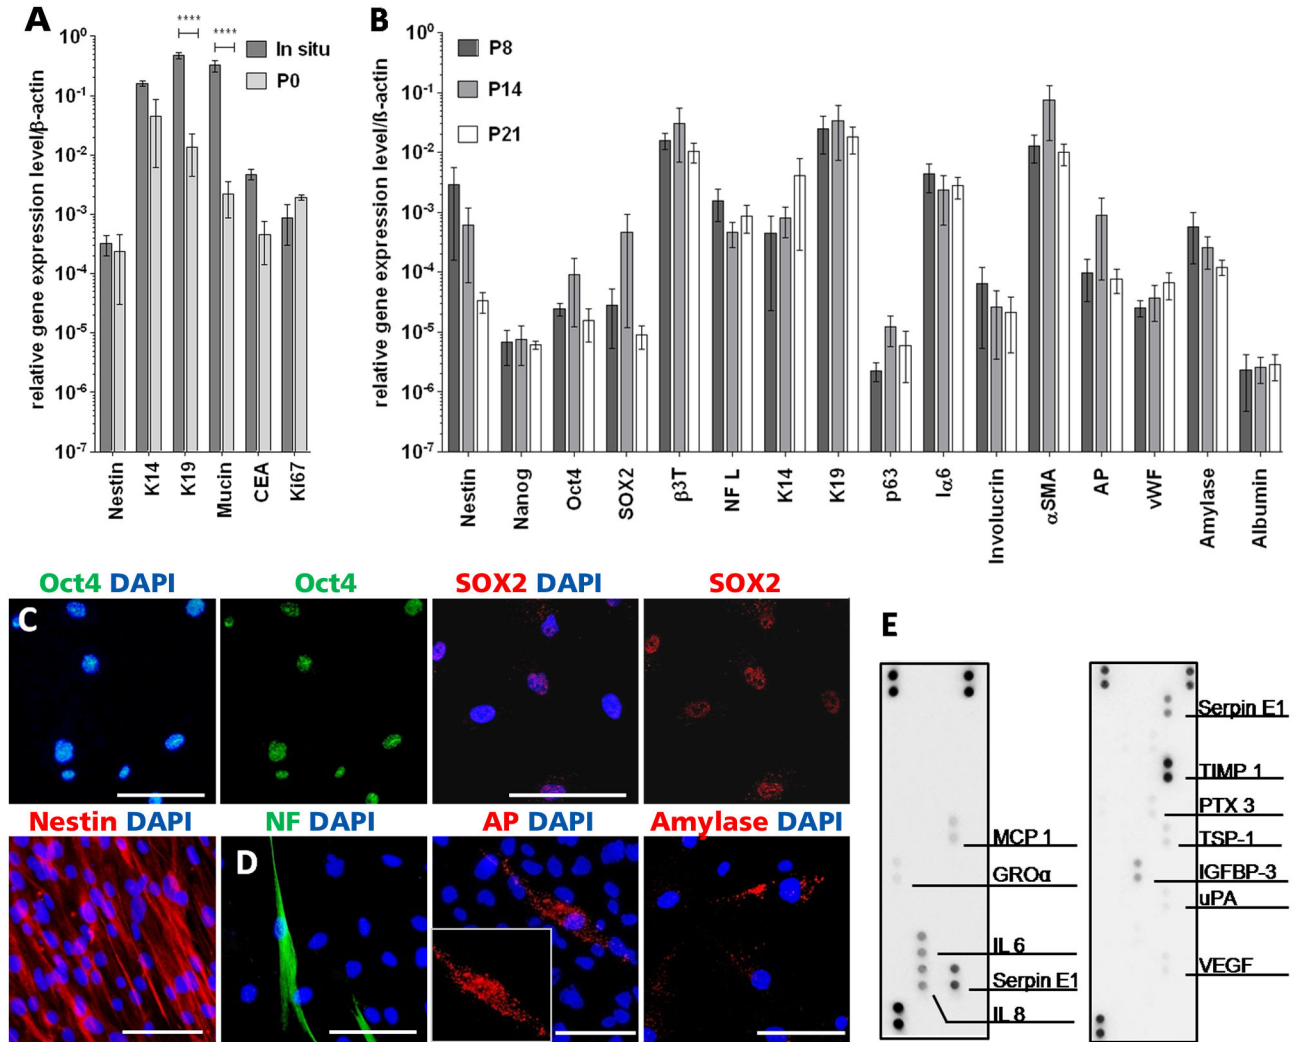 A
relative gene expression level/β-actin
10⁰
10⁻¹
10⁻²
10⁻³
10⁻⁴
10⁻⁵
10⁻⁶
10⁻⁷
**** ****
In situ
P0
Nestin
K14
K19
Mucin
CEA
Ki67
B
relative gene expression level/ß-actin
10⁰
10⁻¹
10⁻²
10⁻³
10⁻⁴
10⁻⁵
10⁻⁶
10⁻⁷
P8
P14
P21
Nestin
Nanog
Oct4
SOX2
β3T
NF L
K14
K19
p63
Iα6
Involucrin
αSMA
AP
vWF
Amylase
Albumin
Oct4 DAPI
Oct4
SOX2 DAPI
SOX2
C
Nestin DAPI
NF DAPI
AP DAPI
Amylase DAPI
D
E
MCP 1
GROα
IL 6
Serpin E1
IL 8
Serpin E1
TIMP 1
PTX 3
TSP-1
IGFBP-3
uPA
VEGF